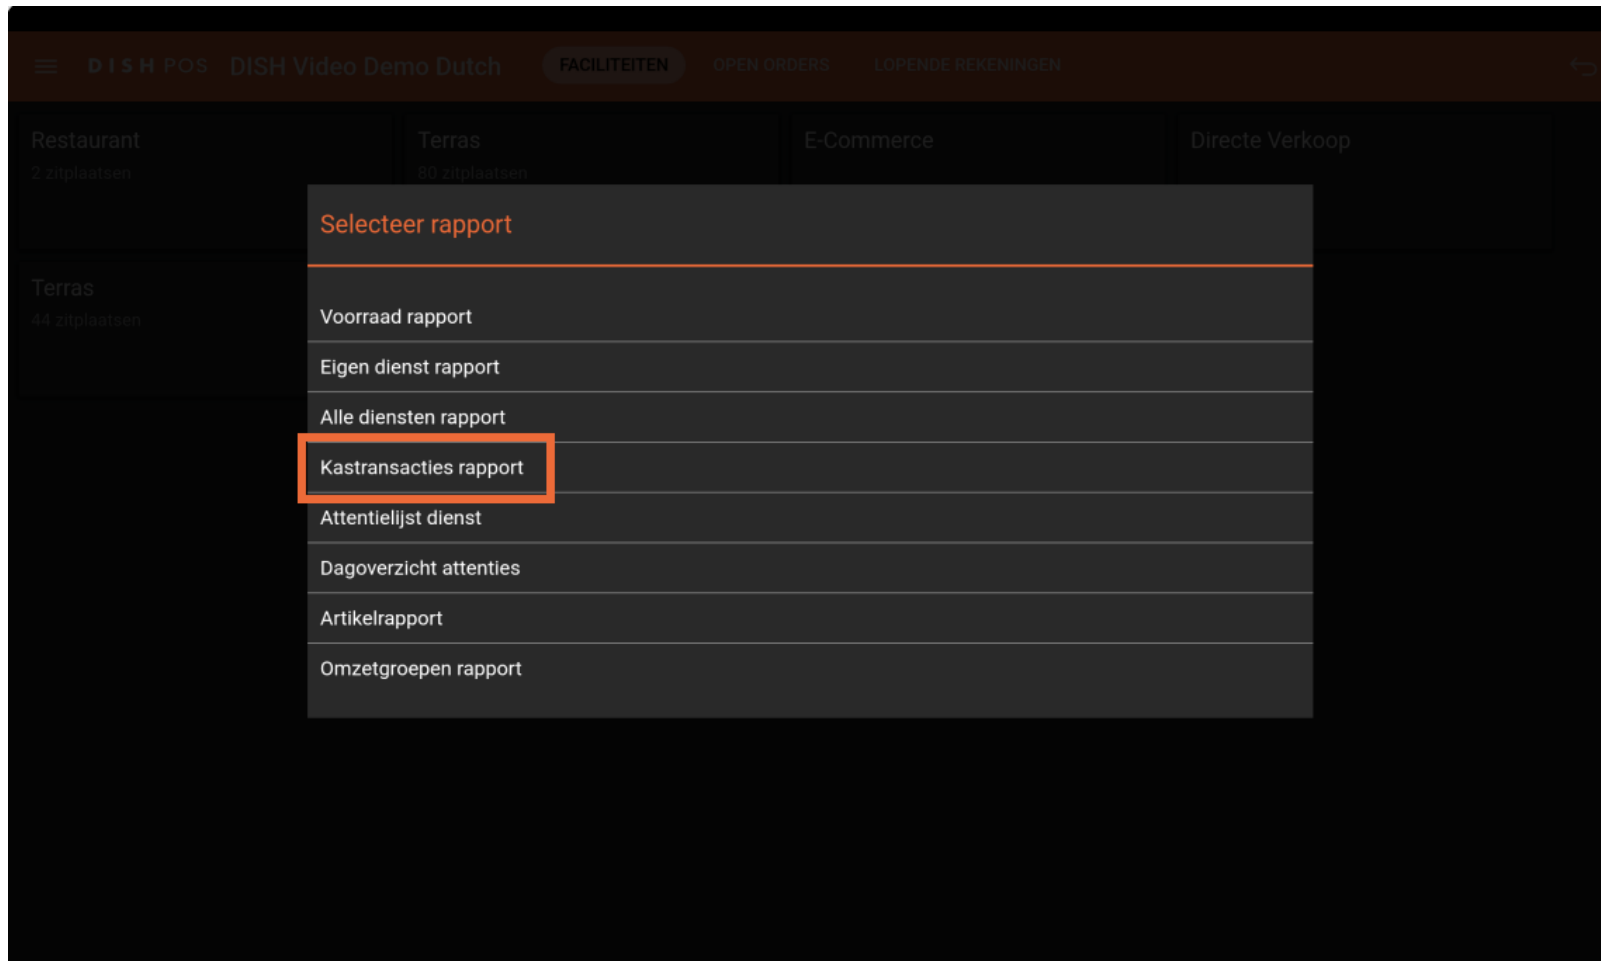 DISH POS DISH Video Demo Dutch FACILITEITEN OPEN ORDERS LOPENDE REKENINGEN
Restaurant Terras E-Commerce Directe Verkoop
2 zitplaatsen 80 zitplaatsen
Selecteer rapport
Terras
44 zitplaatsen
Voorraad rapport
Eigen dienst rapport
Alle diensten rapport
Kastransacties rapport
Attentielijst dienst
Dagoverzicht attenties
Artikelrapport
Omzetgroepen rapport